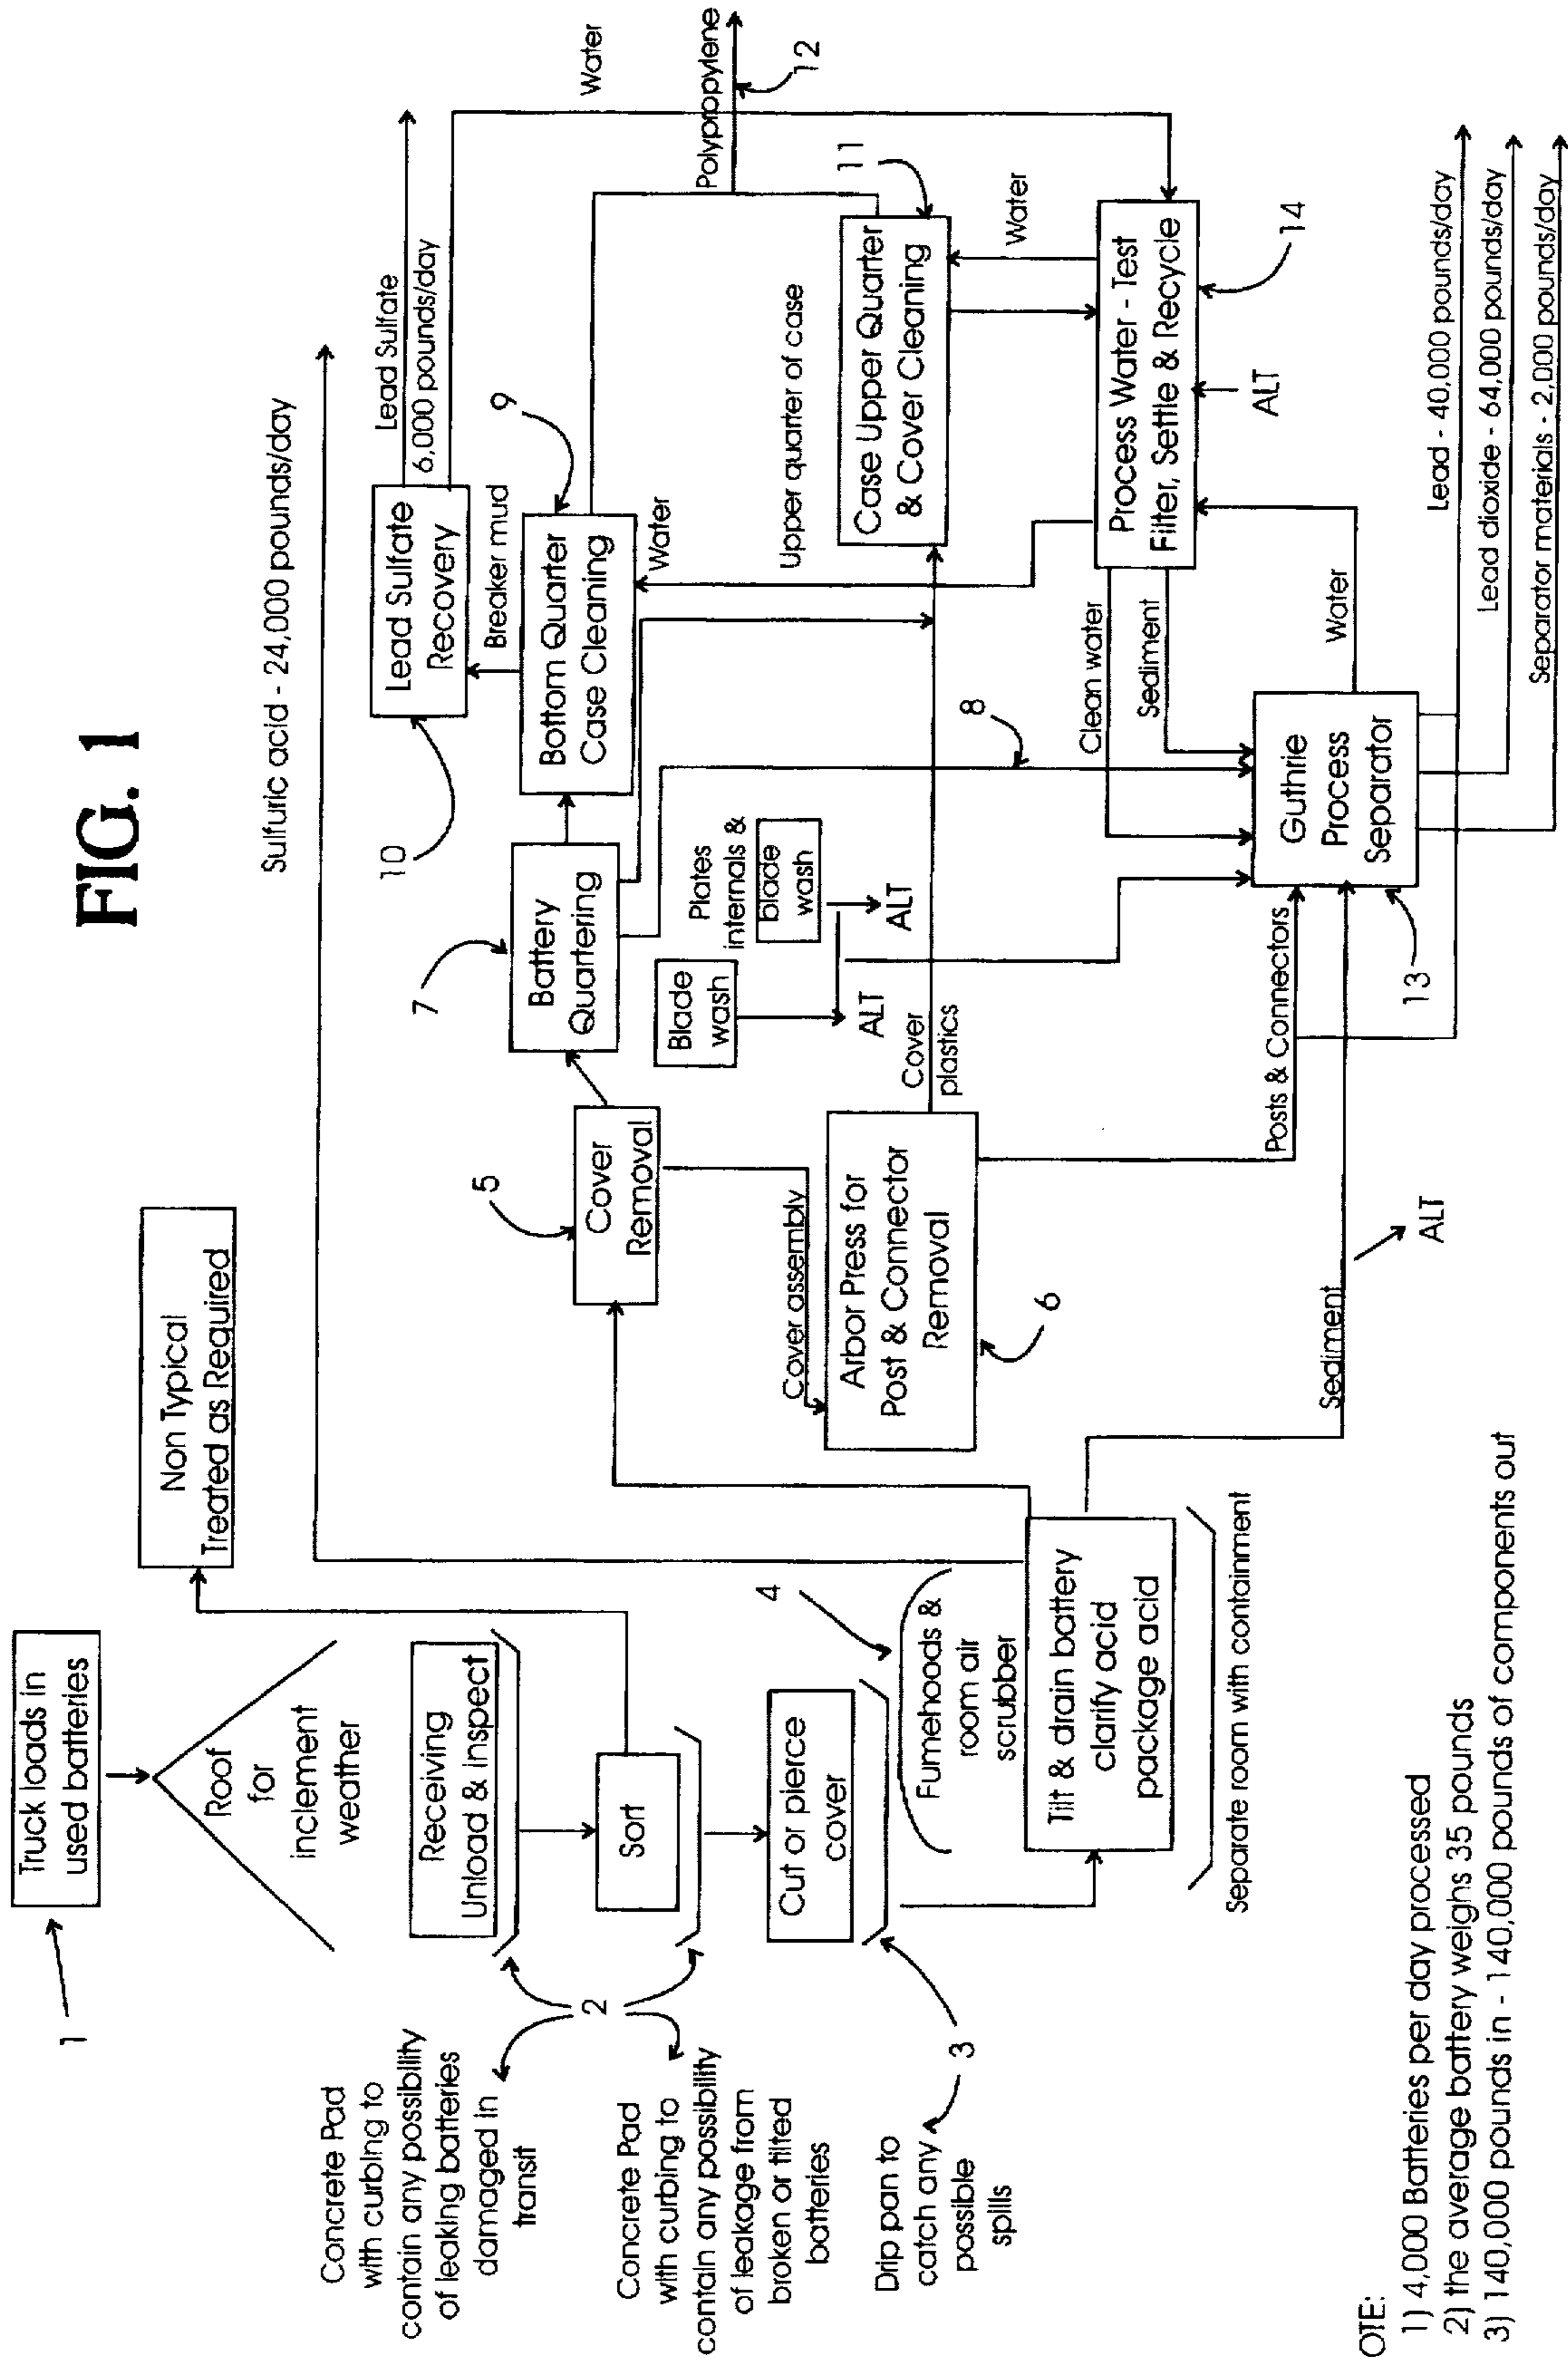 FIG. 1
1
Truck loads in
used batteries
Roof
for
inclement
weather
Non Typical
Treated as Required
Concrete Pad
with curbing to
contain any possibility
of leaking batteries
damaged in
transit
2
Receiving
Unload & inspect
Sort
Concrete Pad
with curbing to
contain any possibility
of leakage from
broken or tilted
batteries
Cut or pierce
cover
Drip pan to
catch any
possible
spills
3
4
Fumehoods &
room air
scrubber
Tilt & drain battery
clarify acid
package acid
Separate room with containment
Sulfuric acid - 24,000 pounds/day
5
Cover
Removal
Cover assembly
Arbor Press for
Post & Connector
Removal
6
Sediment
ALT
Posts & Connectors
Cover
plastics
7
Battery
Quartering
Blade
wash
ALT
Plates
internals &
blade
wash
ALT
8
9
Bottom Quarter
Case Cleaning
Breaker mud
Water
10
Lead Sulfate
Recovery
Lead Sulfate
6,000 pounds/day
Water
Upper quarter of case
11
Case Upper Quarter
& Cover Cleaning
Polypropylene
12
Water
Process Water - Test
Filter, Settle & Recycle
14
ALT
Clean water
Sediment
Guthrie
Process
Separator
13
Water
Lead - 40,000 pounds/day
Lead dioxide - 64,000 pounds/day
Separator materials - 2,000 pounds/day
OTE:
1) 4,000 Batteries per day processed
2) the average battery weighs 35 pounds
3) 140,000 pounds in - 140,000 pounds of components out